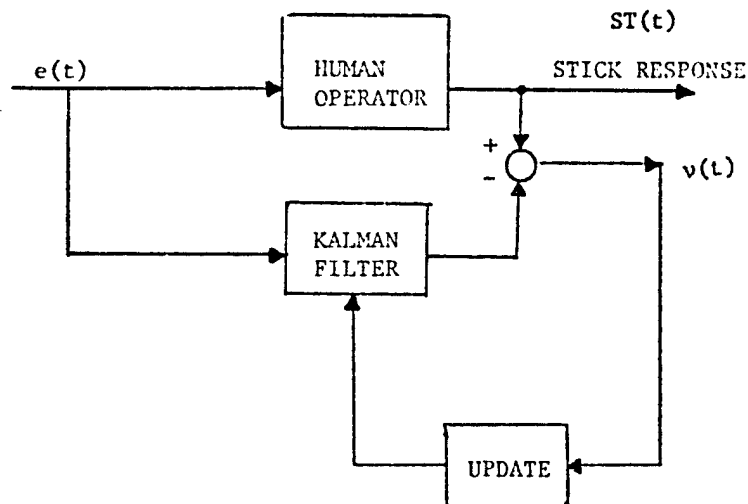 ST(t)
e(t)
HUMAN
OPERATOR
STICK RESPONSE
+
-
ν(t)
KALMAN
FILTER
UPDATE